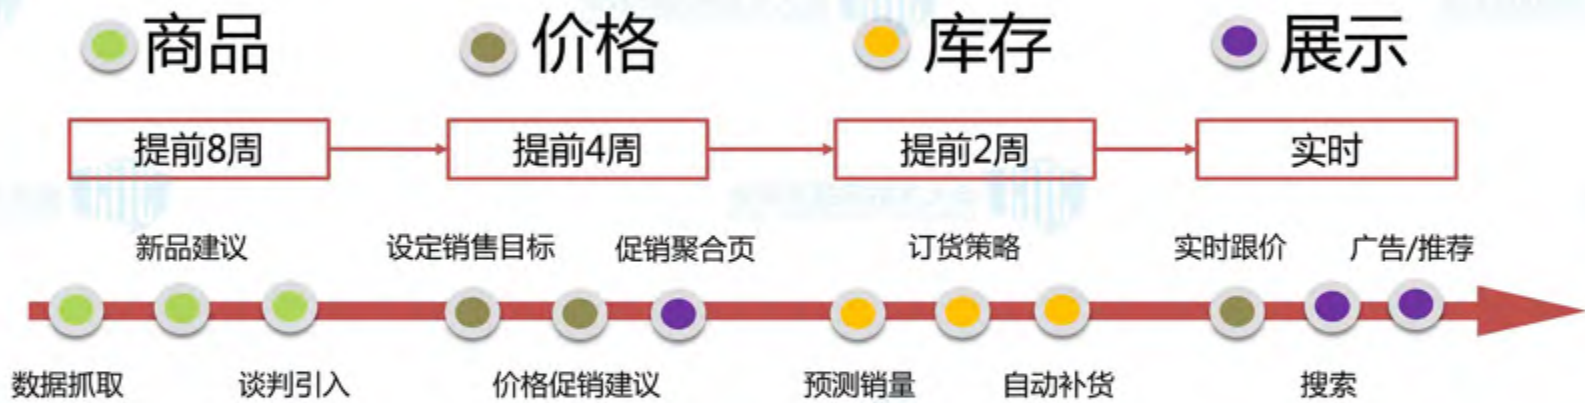 商品
价格
库存
展示
提前8周
提前4周
提前2周
实时
新品建议
设定销售目标
促销聚合页
订货策略
实时跟价
广告/推荐
数据抓取
谈判引入
价格促销建议
预测销量
自动补货
搜索